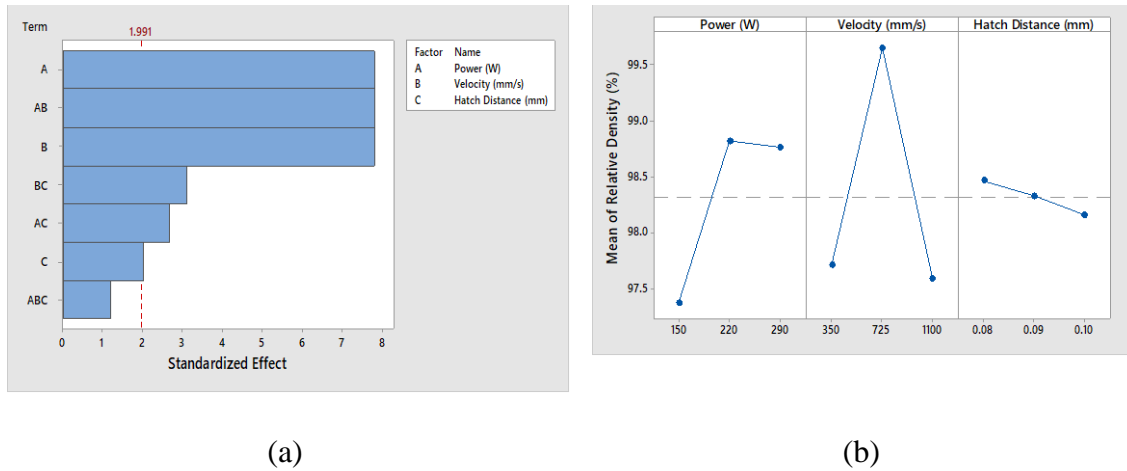 Term
1.991
A
AB
B
BC
AC
C
ABC
0 1 2 3 4 5 6 7 8
Standardized Effect
Factor Name
A Power (W)
B Velocity (mm/s)
C Hatch Distance (mm)
(a)
Power (W) Velocity (mm/s) Hatch Distance (mm)
Mean of Relative Density (%)
99.5
99.0
98.5
98.0
97.5
150 220 290 350 725 1100 0.08 0.09 0.10
(b)